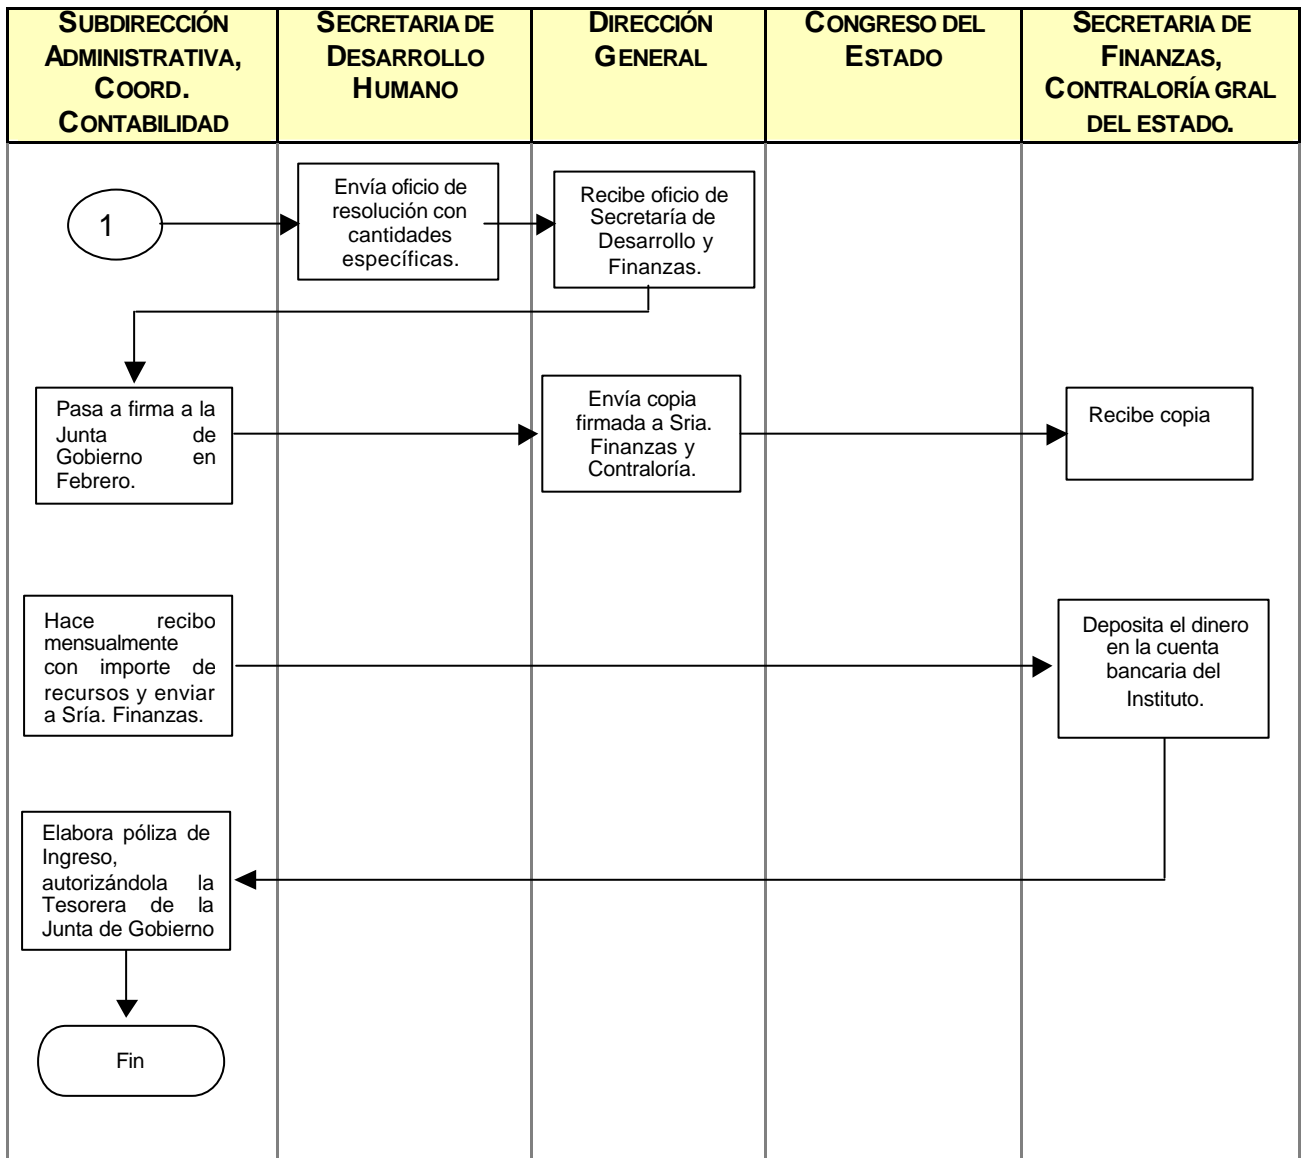 SUBDIRECCIÓN
ADMINISTRATIVA,
COORD.
CONTABILIDAD
SECRETARIA DE
DESARROLLO
HUMANO
DIRECCIÓN
GENERAL
CONGRESO DEL
ESTADO
SECRETARIA DE
FINANZAS,
CONTRALORÍA GRAL
DEL ESTADO.
1
Envía oficio de
resolución con
cantidades
específicas.
Recibe oficio de
Secretaría de
Desarrollo y
Finanzas.
Pasa a firma a la
Junta de
Gobierno en
Febrero.
Envía copia
firmada a Sria.
Finanzas y
Contraloría.
Recibe copia
Hace recibo
mensualmente
con importe de
recursos y enviar
a Sría. Finanzas.
Deposita el dinero
en la cuenta
bancaria del
Instituto.
Elabora póliza de
Ingreso,
autorizándola la
Tesorera de la
Junta de Gobierno
Fin